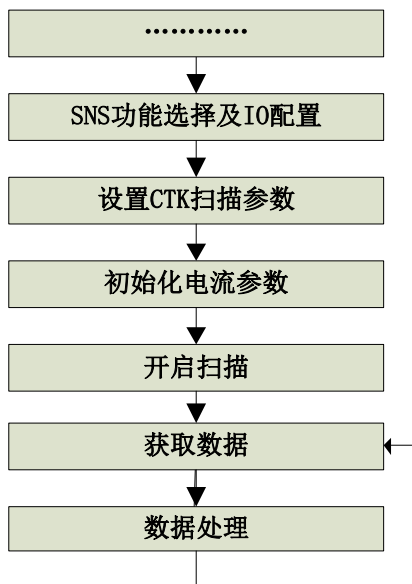 …………
SNS功能选择及IO配置
设置CTK扫描参数
初始化电流参数
开启扫描
获取数据
数据处理